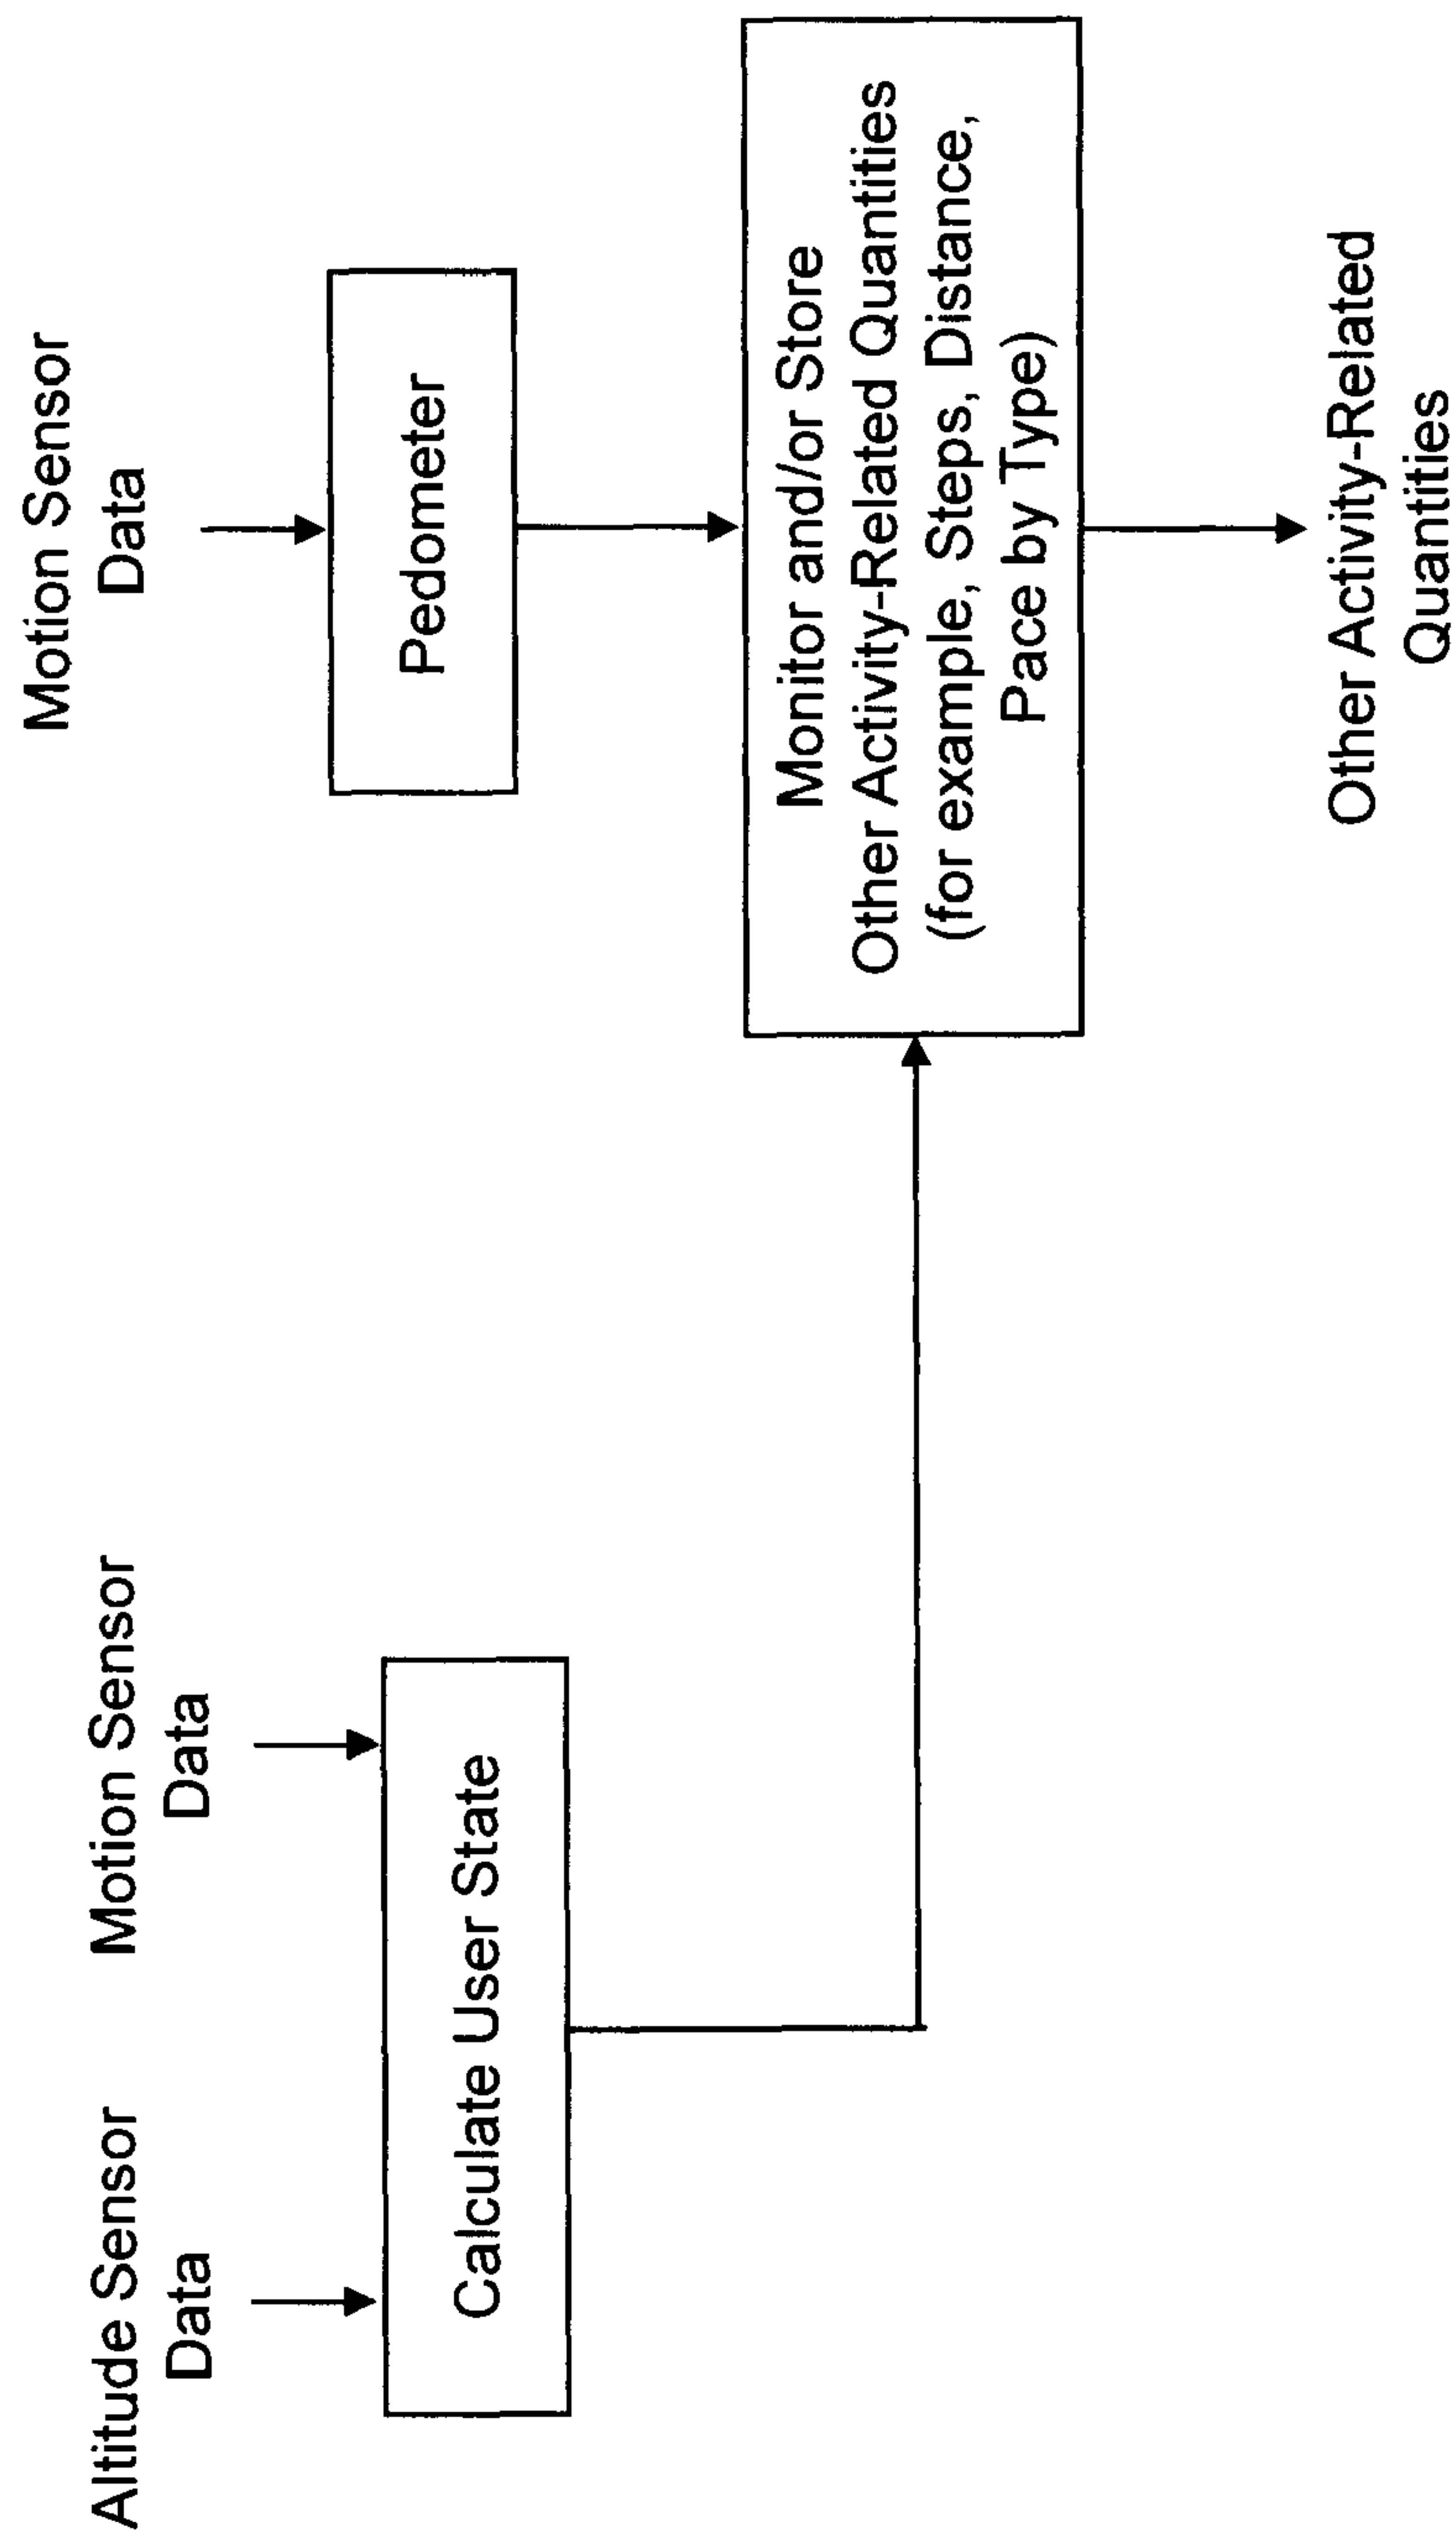 Altitude Sensor
Data
Motion Sensor
Data
Calculate User State
Motion Sensor
Data
Pedometer
Monitor and/or Store
Other Activity-Related Quantities
(for example, Steps, Distance,
Pace by Type)
Other Activity-Related
Quantities